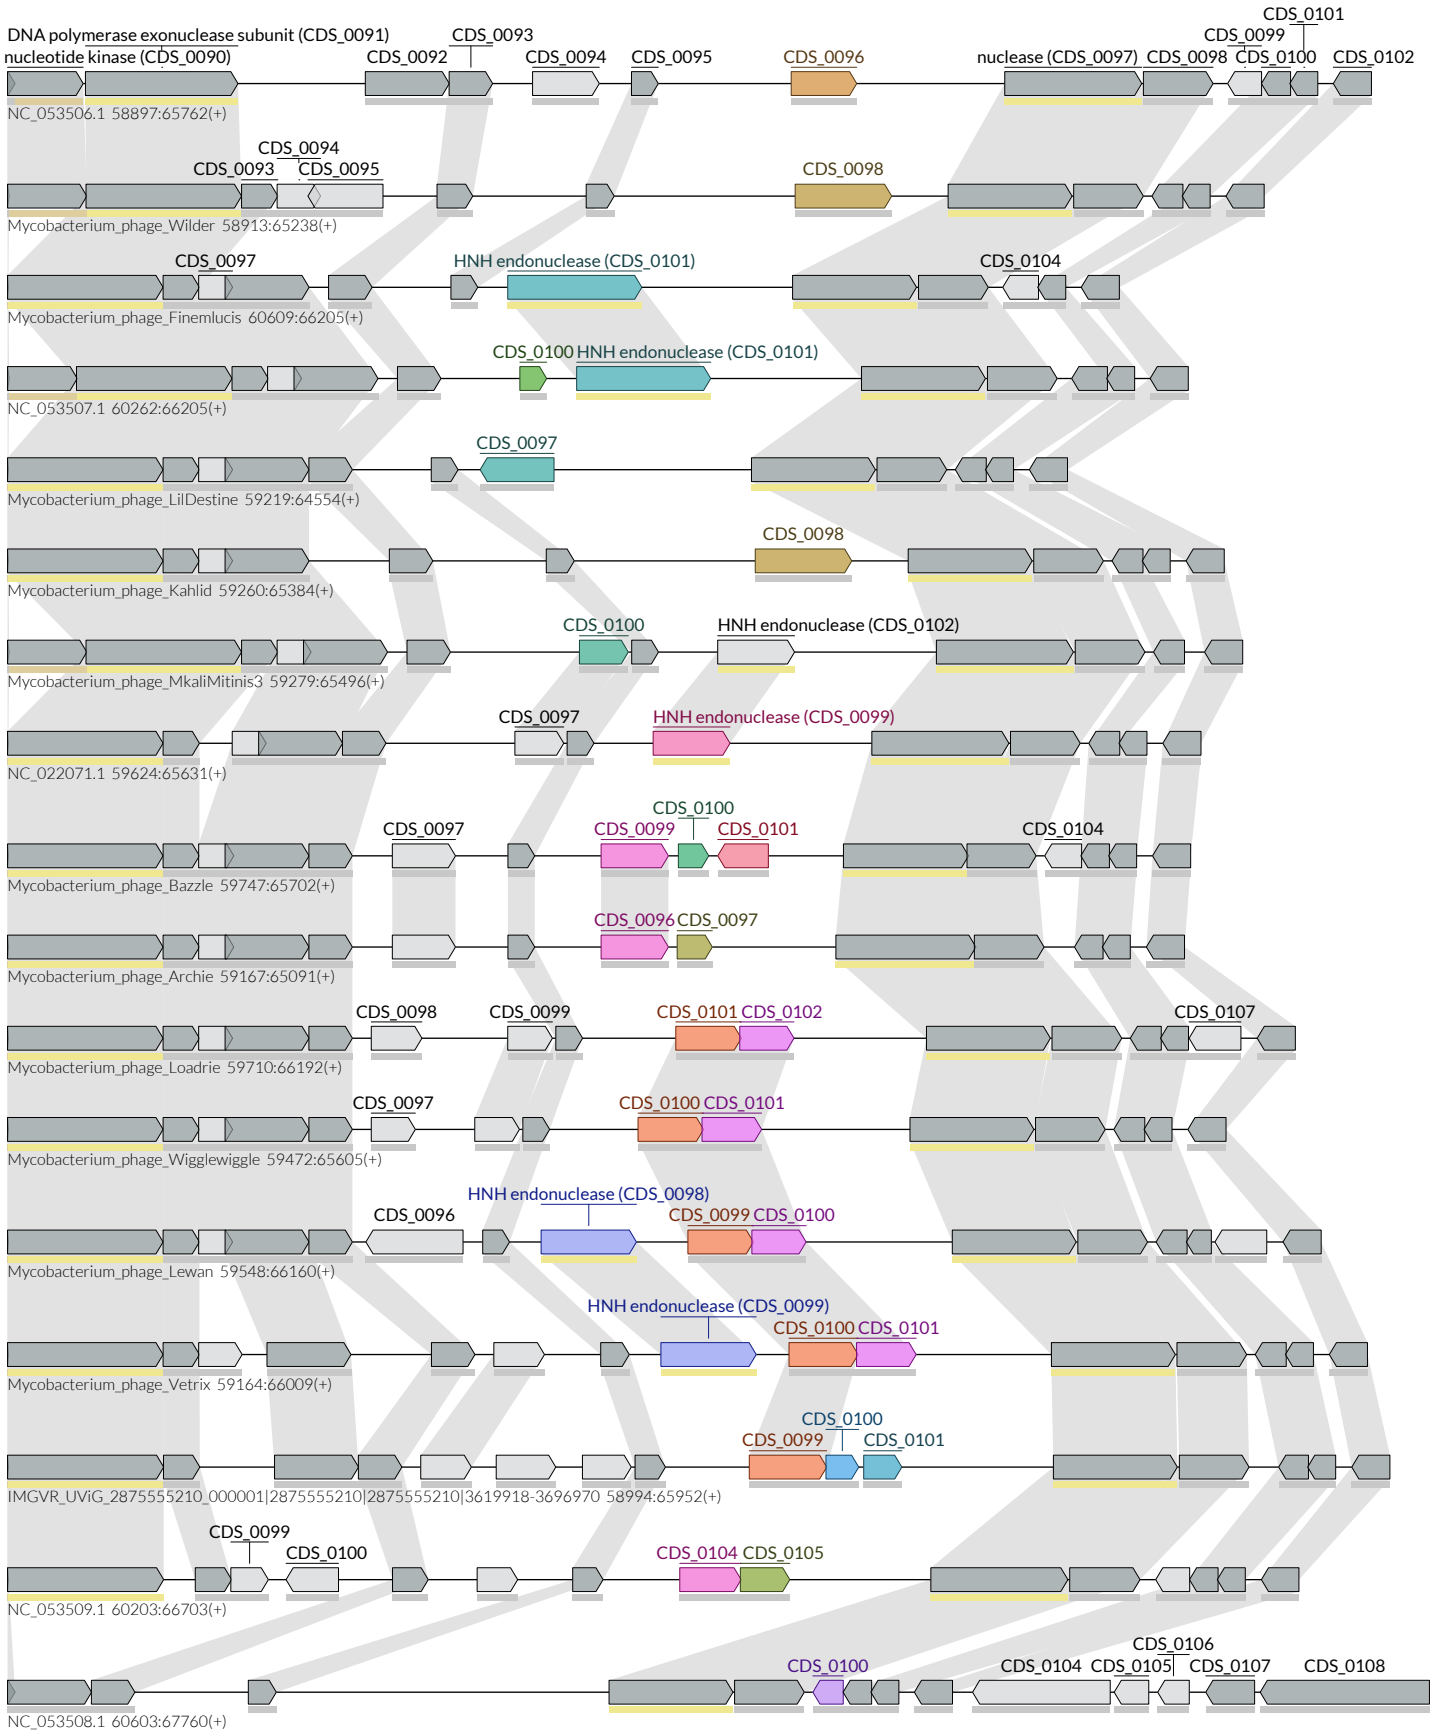 CDS_0101
DNA polymerase exonuclease subunit (CDS_0091) CDS_0093 CDS_0099
nucleotide kinase (CDS_0090) CDS_0092 CDS_0094 CDS_0095 CDS_0096 nuclease (CDS_0097) CDS_0098 CDS_0100 CDS_0102
NC_053506.1 58897:65762(+)
CDS_0094
CDS_0093 CDS_0095 CDS_0098
Mycobacterium_phage_Wilder 58913:65238(+)
CDS_0097 HNH endonuclease (CDS_0101) CDS_0104
Mycobacterium_phage_Finemlucis 60609:66205(+)
CDS_0100 HNH endonuclease (CDS_0101)
NC_053507.1 60262:66205(+)
CDS_0097
Mycobacterium_phage_LilDestine 59219:64554(+)
CDS_0098
Mycobacterium_phage_Kahlid 59260:65384(+)
CDS_0100 HNH endonuclease (CDS_0102)
Mycobacterium_phage_MkaliMitinis3 59279:65496(+)
CDS_0097 HNH endonuclease (CDS_0099)
NC_022071.1 59624:65631(+)
CDS_0100
CDS_0097 CDS_0099 CDS_0101 CDS_0104
Mycobacterium_phage_Bazzle 59747:65702(+)
CDS_0096 CDS_0097
Mycobacterium_phage_Archie 59167:65091(+)
CDS_0098 CDS_0099 CDS_0101 CDS_0102 CDS_0107
Mycobacterium_phage_Loadrie 59710:66192(+)
CDS_0097 CDS_0100 CDS_0101
Mycobacterium_phage_Wigglewiggle 59472:65605(+)
HNH endonuclease (CDS_0098)
CDS_0096 CDS_0099 CDS_0100
Mycobacterium_phage_Lewan 59548:66160(+)
HNH endonuclease (CDS_0099)
CDS_0100 CDS_0101
Mycobacterium_phage_Vetrix 59164:66009(+)
CDS_0100
CDS_0099 CDS_0101
IMGVR_UViG_2875555210_000001|2875555210|2875555210|3619918-3696970 58994:65952(+)
CDS_0099
CDS_0100 CDS_0104 CDS_0105
NC_053509.1 60203:66703(+)
CDS_0106
CDS_0100 CDS_0104 CDS_0105 CDS_0107 CDS_0108
NC_053508.1 60603:67760(+)